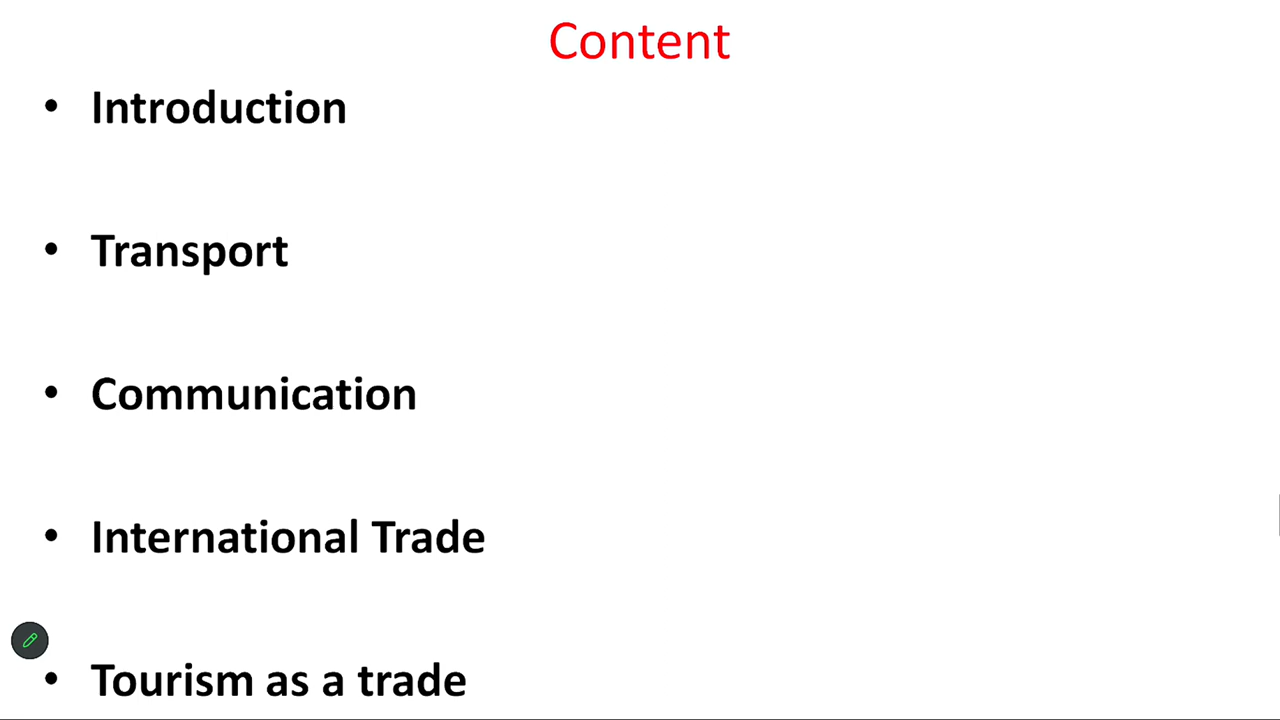 Content
• Introduction
• Transport
• Communication
• International Trade
• Tourism as a trade